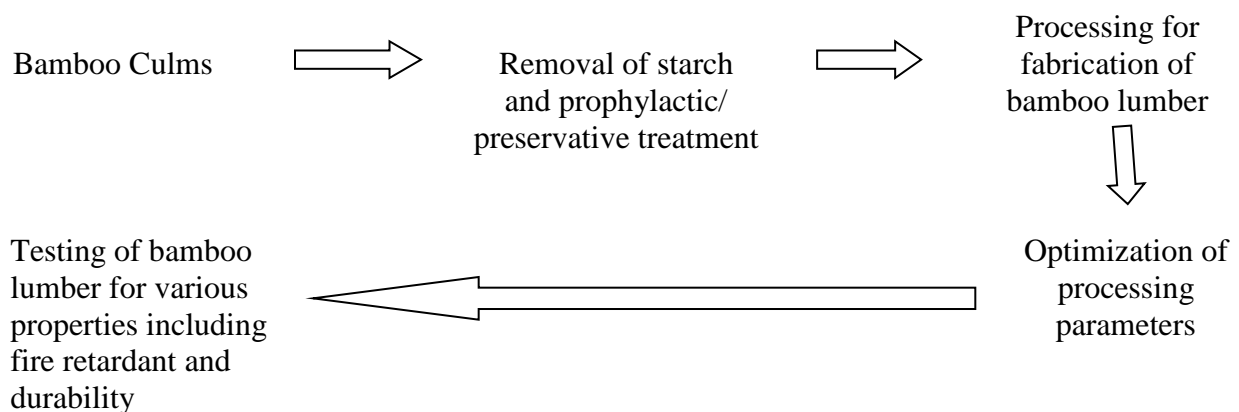 Bamboo Culms
Removal of starch
and prophylactic/
preservative treatment
Processing for
fabrication of
bamboo lumber
Optimization of
processing
parameters
Testing of bamboo
lumber for various
properties including
fire retardant and
durability